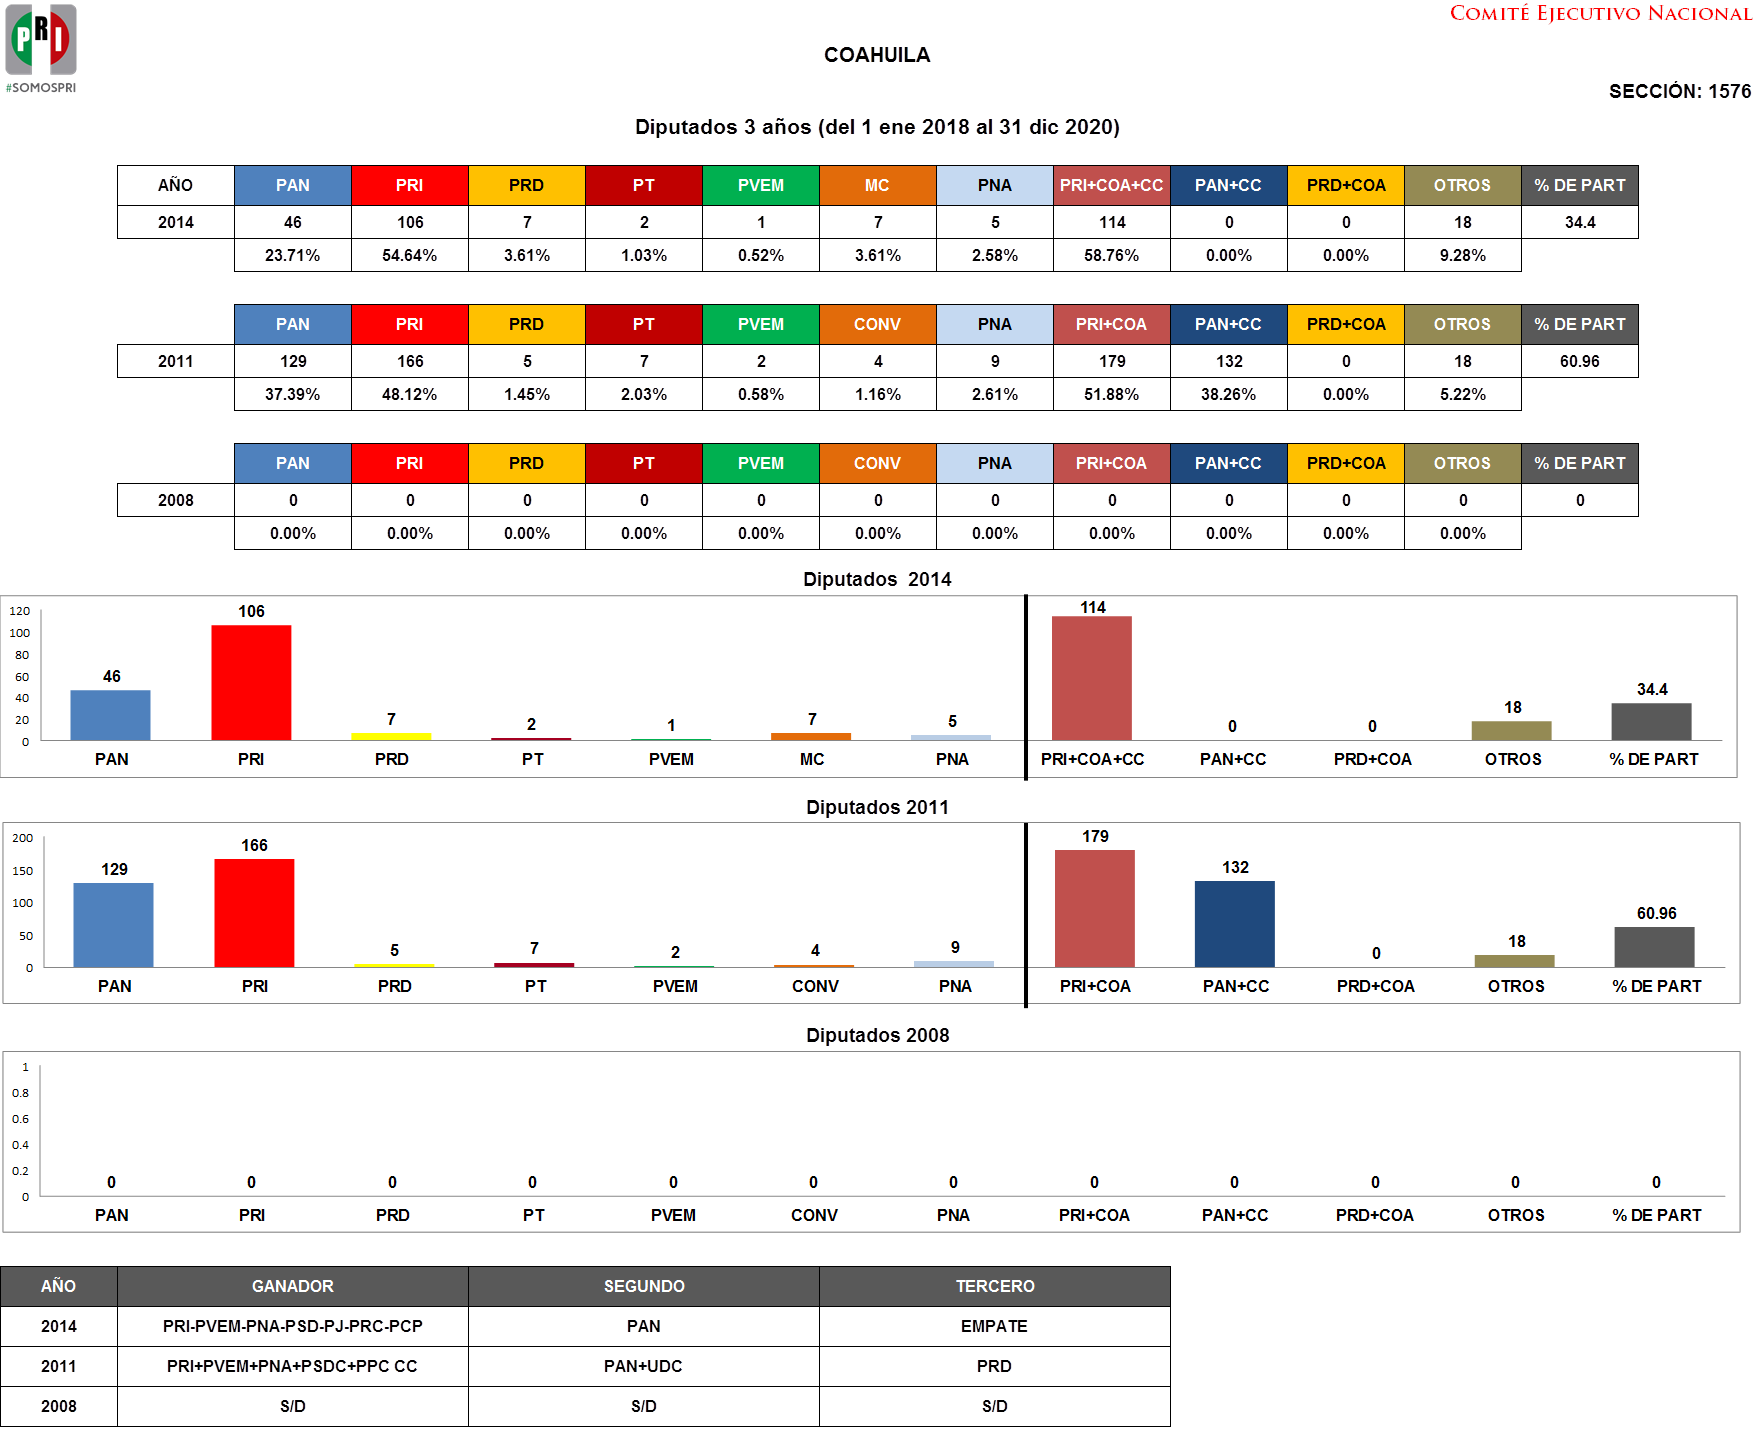 PRI
#SOMOSPRI
COMITÉ EJECUTIVO NACIONAL
COAHUILA
SECCIÓN: 1576
Diputados 3 años (del 1 ene 2018 al 31 dic 2020)
AÑO PAN PRI PRD PT PVEM MC PNA PRI+COA+CC PAN+CC PRD+COA OTROS % DE PART
2014 46 106 7 2 1 7 5 114 0 0 18 34.4
23.71% 54.64% 3.61% 1.03% 0.52% 3.61% 2.58% 58.76% 0.00% 0.00% 9.28%
PAN PRI PRD PT PVEM CONV PNA PRI+COA PAN+CC PRD+COA OTROS % DE PART
2011 129 166 5 7 2 4 9 179 132 0 18 60.96
37.39% 48.12% 1.45% 2.03% 0.58% 1.16% 2.61% 51.88% 38.26% 0.00% 5.22%
PAN PRI PRD PT PVEM CONV PNA PRI+COA PAN+CC PRD+COA OTROS % DE PART
2008 0 0 0 0 0 0 0 0 0 0 0 0
0.00% 0.00% 0.00% 0.00% 0.00% 0.00% 0.00% 0.00% 0.00% 0.00% 0.00%
Diputados 2014
120
100
80
60
40
20
0
46 106 7 2 1 7 5 114 0 0 18 34.4
PAN PRI PRD PT PVEM MC PNA PRI+COA+CC PAN+CC PRD+COA OTROS % DE PART
Diputados 2011
200
150
100
50
0
129 166 5 7 2 4 9 179 132 0 18 60.96
PAN PRI PRD PT PVEM CONV PNA PRI+COA PAN+CC PRD+COA OTROS % DE PART
Diputados 2008
1
0.8
0.6
0.4
0.2
0
0 0 0 0 0 0 0 0 0 0 0 0
PAN PRI PRD PT PVEM CONV PNA PRI+COA PAN+CC PRD+COA OTROS % DE PART
AÑO GANADOR SEGUNDO TERCERO
2014 PRI-PVEM-PNA-PSD-PJ-PRC-PCP PAN EMPATE
2011 PRI+PVEM+PNA+PSDC+PPC CC PAN+UDC PRD
2008 S/D S/D S/D